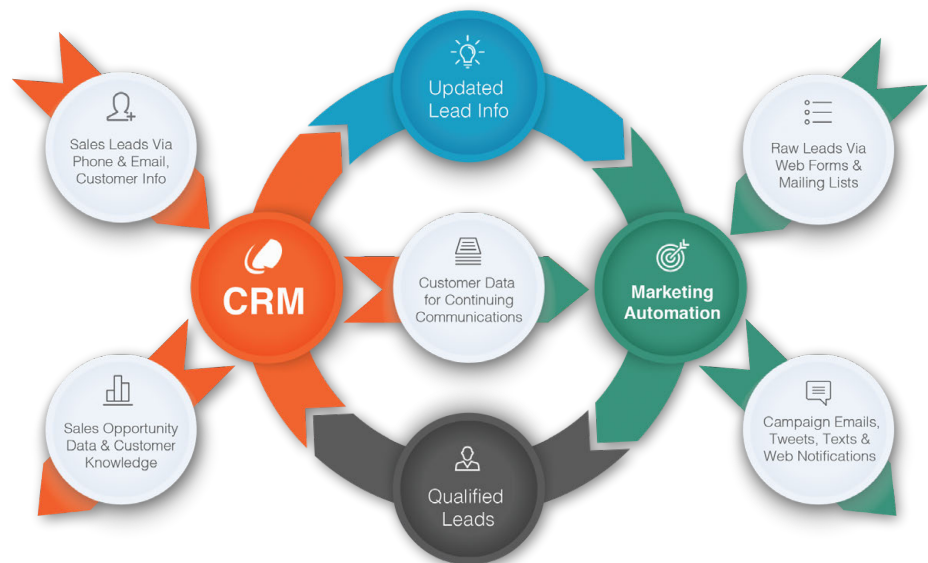 Updated
Lead Info
Sales Leads Via
Phone & Email,
Customer Info
Raw Leads Via
Web Forms &
Mailing Lists
CRM
Customer Data
for Continuing
Communications
Marketing
Automation
Sales Opportunity
Data & Customer
Knowledge
Campaign Emails,
Tweets, Texts &
Web Notifications
Qualified
Leads